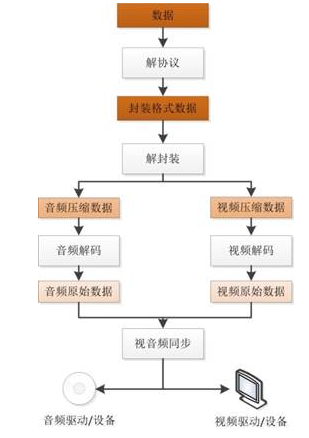 数据
解协议
封装格式数据
解封装
音频压缩数据
视频压缩数据
音频解码
视频解码
音频原始数据
视频原始数据
视音频同步
音频驱动/设备
视频驱动/设备